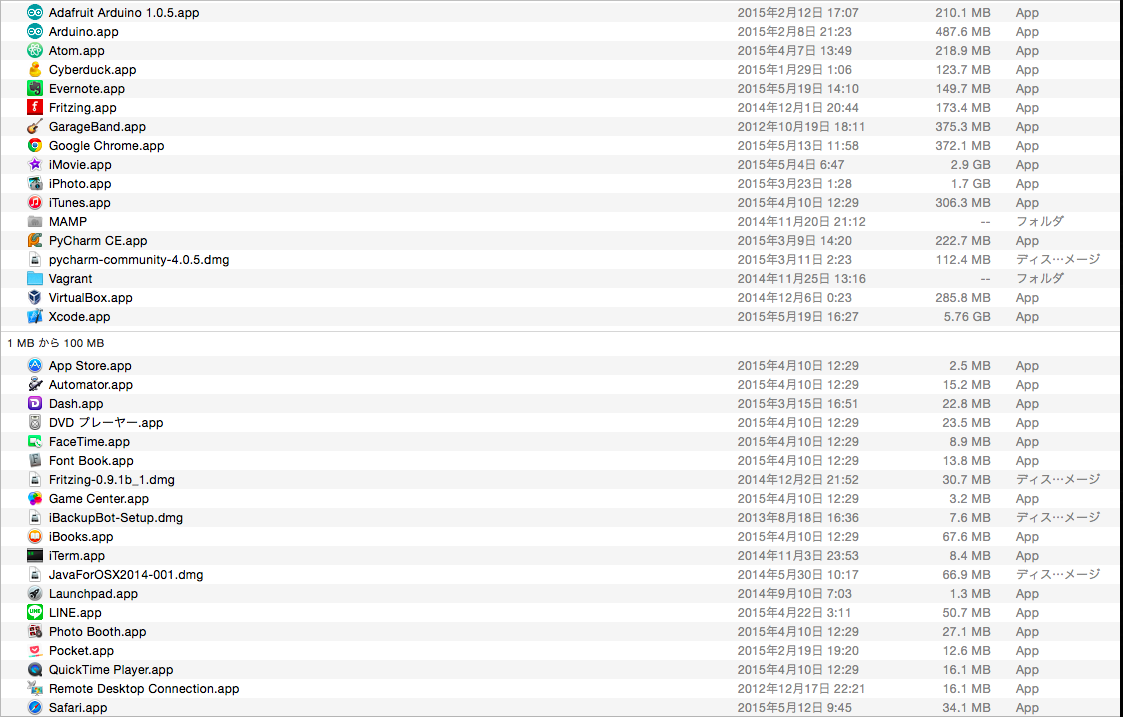 Adafruit Arduino 1.0.5.app 2015年2月12日 17:07 210.1 MB App
Arduino.app 2015年2月8日 21:23 487.6 MB App
Atom.app 2015年4月7日 13:49 218.9 MB App
Cyberduck.app 2015年1月29日 1:06 123.7 MB App
Evernote.app 2015年5月19日 14:10 149.7 MB App
Fritzing.app 2014年12月1日 20:44 173.4 MB App
GarageBand.app 2012年10月19日 18:11 375.3 MB App
Google Chrome.app 2015年5月13日 11:58 372.1 MB App
iMovie.app 2015年5月4日 6:47 2.9 GB App
iPhoto.app 2015年3月23日 1:28 1.7 GB App
iTunes.app 2015年4月10日 12:29 306.3 MB App
MAMP 2014年11月20日 21:12 -- フォルダ
PyCharm CE.app 2015年3月9日 14:20 222.7 MB App
pycharm-community-4.0.5.dmg 2015年3月11日 2:23 112.4 MB ディス…メージ
Vagrant 2014年11月25日 13:16 -- フォルダ
VirtualBox.app 2014年12月6日 0:23 285.8 MB App
Xcode.app 2015年5月19日 16:27 5.76 GB App
1 MB から 100 MB
App Store.app 2015年4月10日 12:29 2.5 MB App
Automator.app 2015年4月10日 12:29 15.2 MB App
Dash.app 2015年3月15日 16:51 22.8 MB App
DVD プレーヤー.app 2015年4月10日 12:29 23.5 MB App
FaceTime.app 2015年4月10日 12:29 8.9 MB App
Font Book.app 2015年4月10日 12:29 13.8 MB App
Fritzing-0.9.1b_1.dmg 2014年12月2日 21:52 30.7 MB ディス…メージ
Game Center.app 2015年4月10日 12:29 3.2 MB App
iBackupBot-Setup.dmg 2013年8月18日 16:36 7.6 MB ディス…メージ
iBooks.app 2015年4月10日 12:29 67.6 MB App
iTerm.app 2014年11月3日 23:53 8.4 MB App
JavaForOSX2014-001.dmg 2014年5月30日 10:17 66.9 MB ディス…メージ
Launchpad.app 2014年9月10日 7:03 1.3 MB App
LINE.app 2015年4月22日 3:11 50.7 MB App
Photo Booth.app 2015年4月10日 12:29 27.1 MB App
Pocket.app 2015年2月19日 19:20 12.6 MB App
QuickTime Player.app 2015年4月10日 12:29 16.1 MB App
Remote Desktop Connection.app 2012年12月17日 22:21 16.1 MB App
Safari.app 2015年5月12日 9:45 34.1 MB App